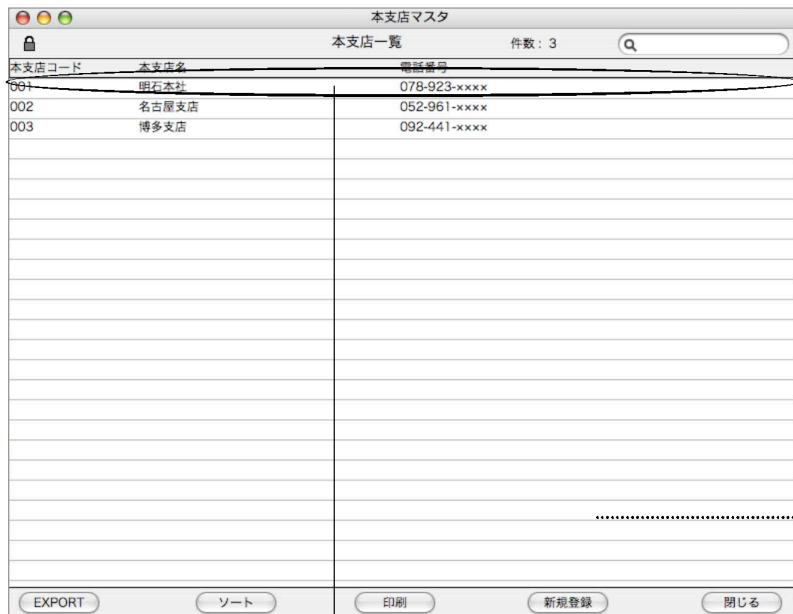 本支店マスタ
本支店一覧 件数： 3
本支店コード 本支店名 電話番号
001 明石本社 078-923-××××
002 名古屋支店 052-961-××××
003 博多支店 092-441-××××
EXPORT ソート 印刷 新規登録 閉じる